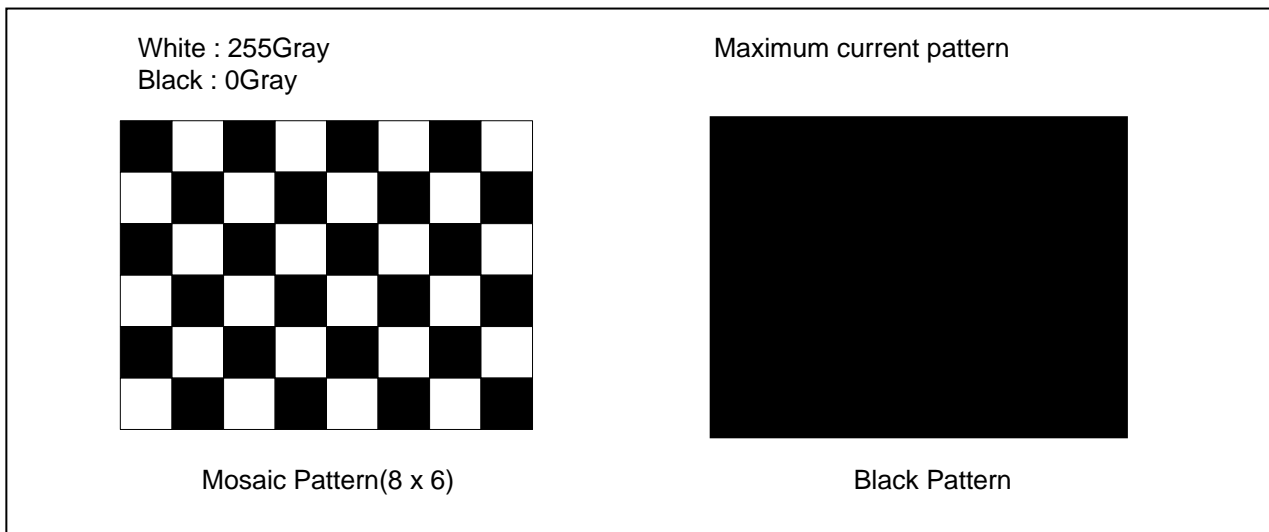 White : 255Gray
Black : 0Gray
Maximum current pattern
Mosaic Pattern(8 x 6)
Black Pattern